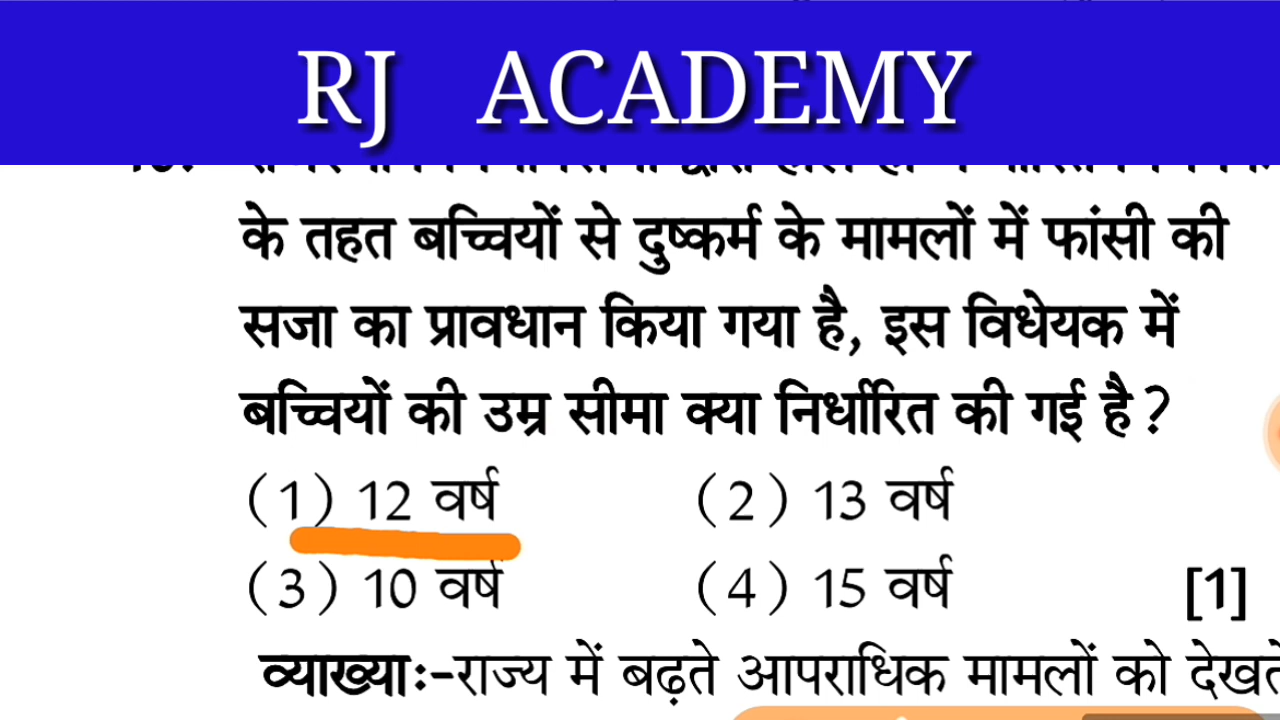 RJ ACADEMY
के तहत बच्चियों से दुष्कर्म के मामलों में फांसी की
सजा का प्रावधान किया गया है, इस विधेयक में
बच्चियों की उम्र सीमा क्या निर्धारित की गई है?
(1) 12 वर्ष (2) 13 वर्ष
(3) 10 वर्ष (4) 15 वर्ष [1]
व्याख्याः-राज्य में बढ़ते आपराधिक मामलों को देखते